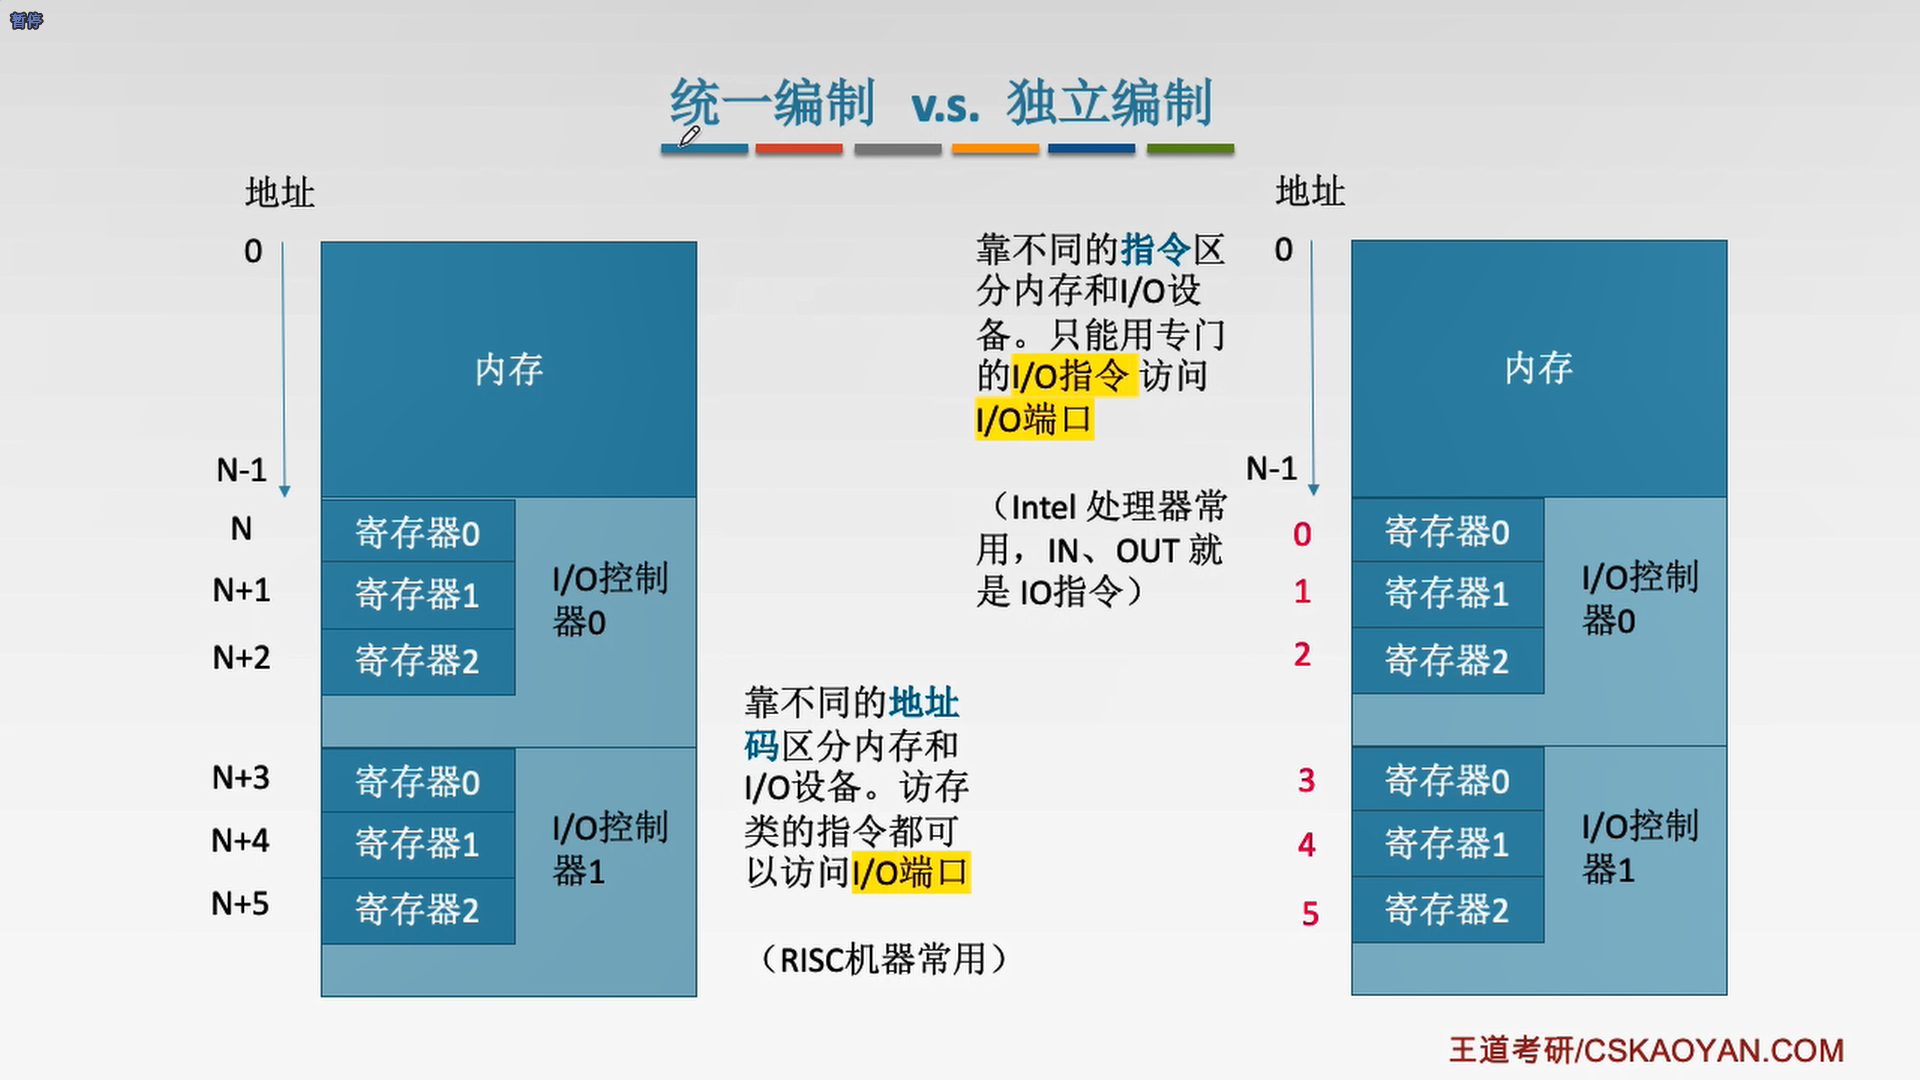 暂停
统一编制 v.s. 独立编制
地址
0
N-1
N
N+1
N+2
N+3
N+4
N+5
内存
寄存器0
寄存器1
寄存器2
I/O控制
器0
寄存器0
寄存器1
寄存器2
I/O控制
器1
靠不同的地址
码区分内存和
I/O设备。访存
类的指令都可
以访问I/O端口
（RISC机器常用）
靠不同的指令区
分内存和I/O设
备。只能用专门
的I/O指令 访问
I/O端口
（Intel 处理器常
用，IN、OUT 就
是 IO指令）
地址
0
N-1
0
1
2
3
4
5
内存
寄存器0
寄存器1
寄存器2
I/O控制
器0
寄存器0
寄存器1
寄存器2
I/O控制
器1
王道考研/CSKAOYAN.COM